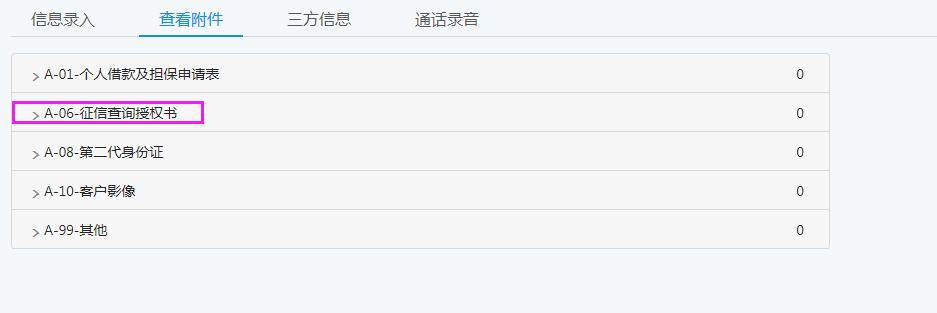 信息录入 查看附件 三方信息 通话录音
A-01-个人借款及担保申请表 0
A-06-征信查询授权书 0
A-08-第二代身份证 0
A-10-客户影像 0
A-99-其他 0